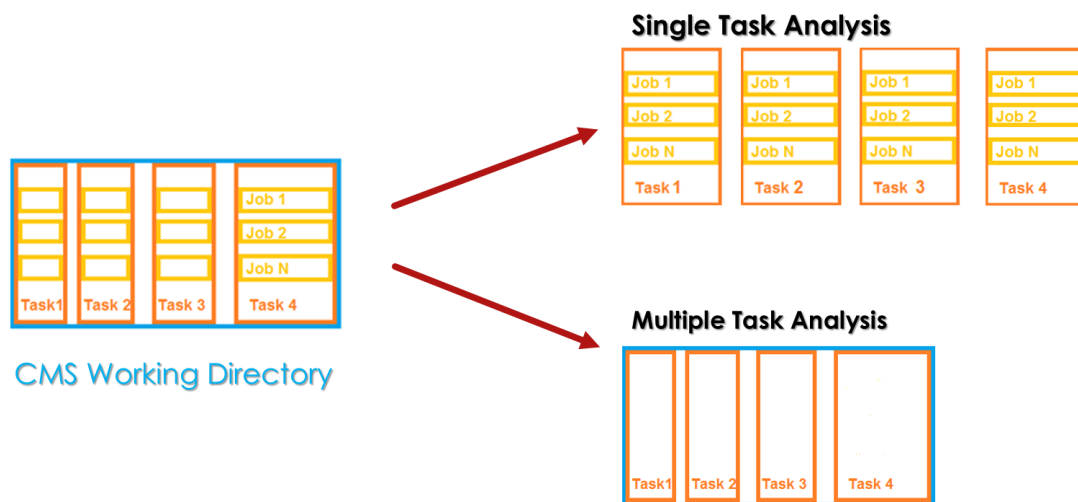 Single Task Analysis
Job 1 Job 1 Job 1 Job 1
Job 2 Job 2 Job 2 Job 2
Job N Job N Job N Job N
Task 1 Task 2 Task 3 Task 4
Job 1
Job 2
Job N
Task1 Task 2 Task 3 Task 4
CMS Working Directory
Multiple Task Analysis
Task1 Task 2 Task 3 Task 4